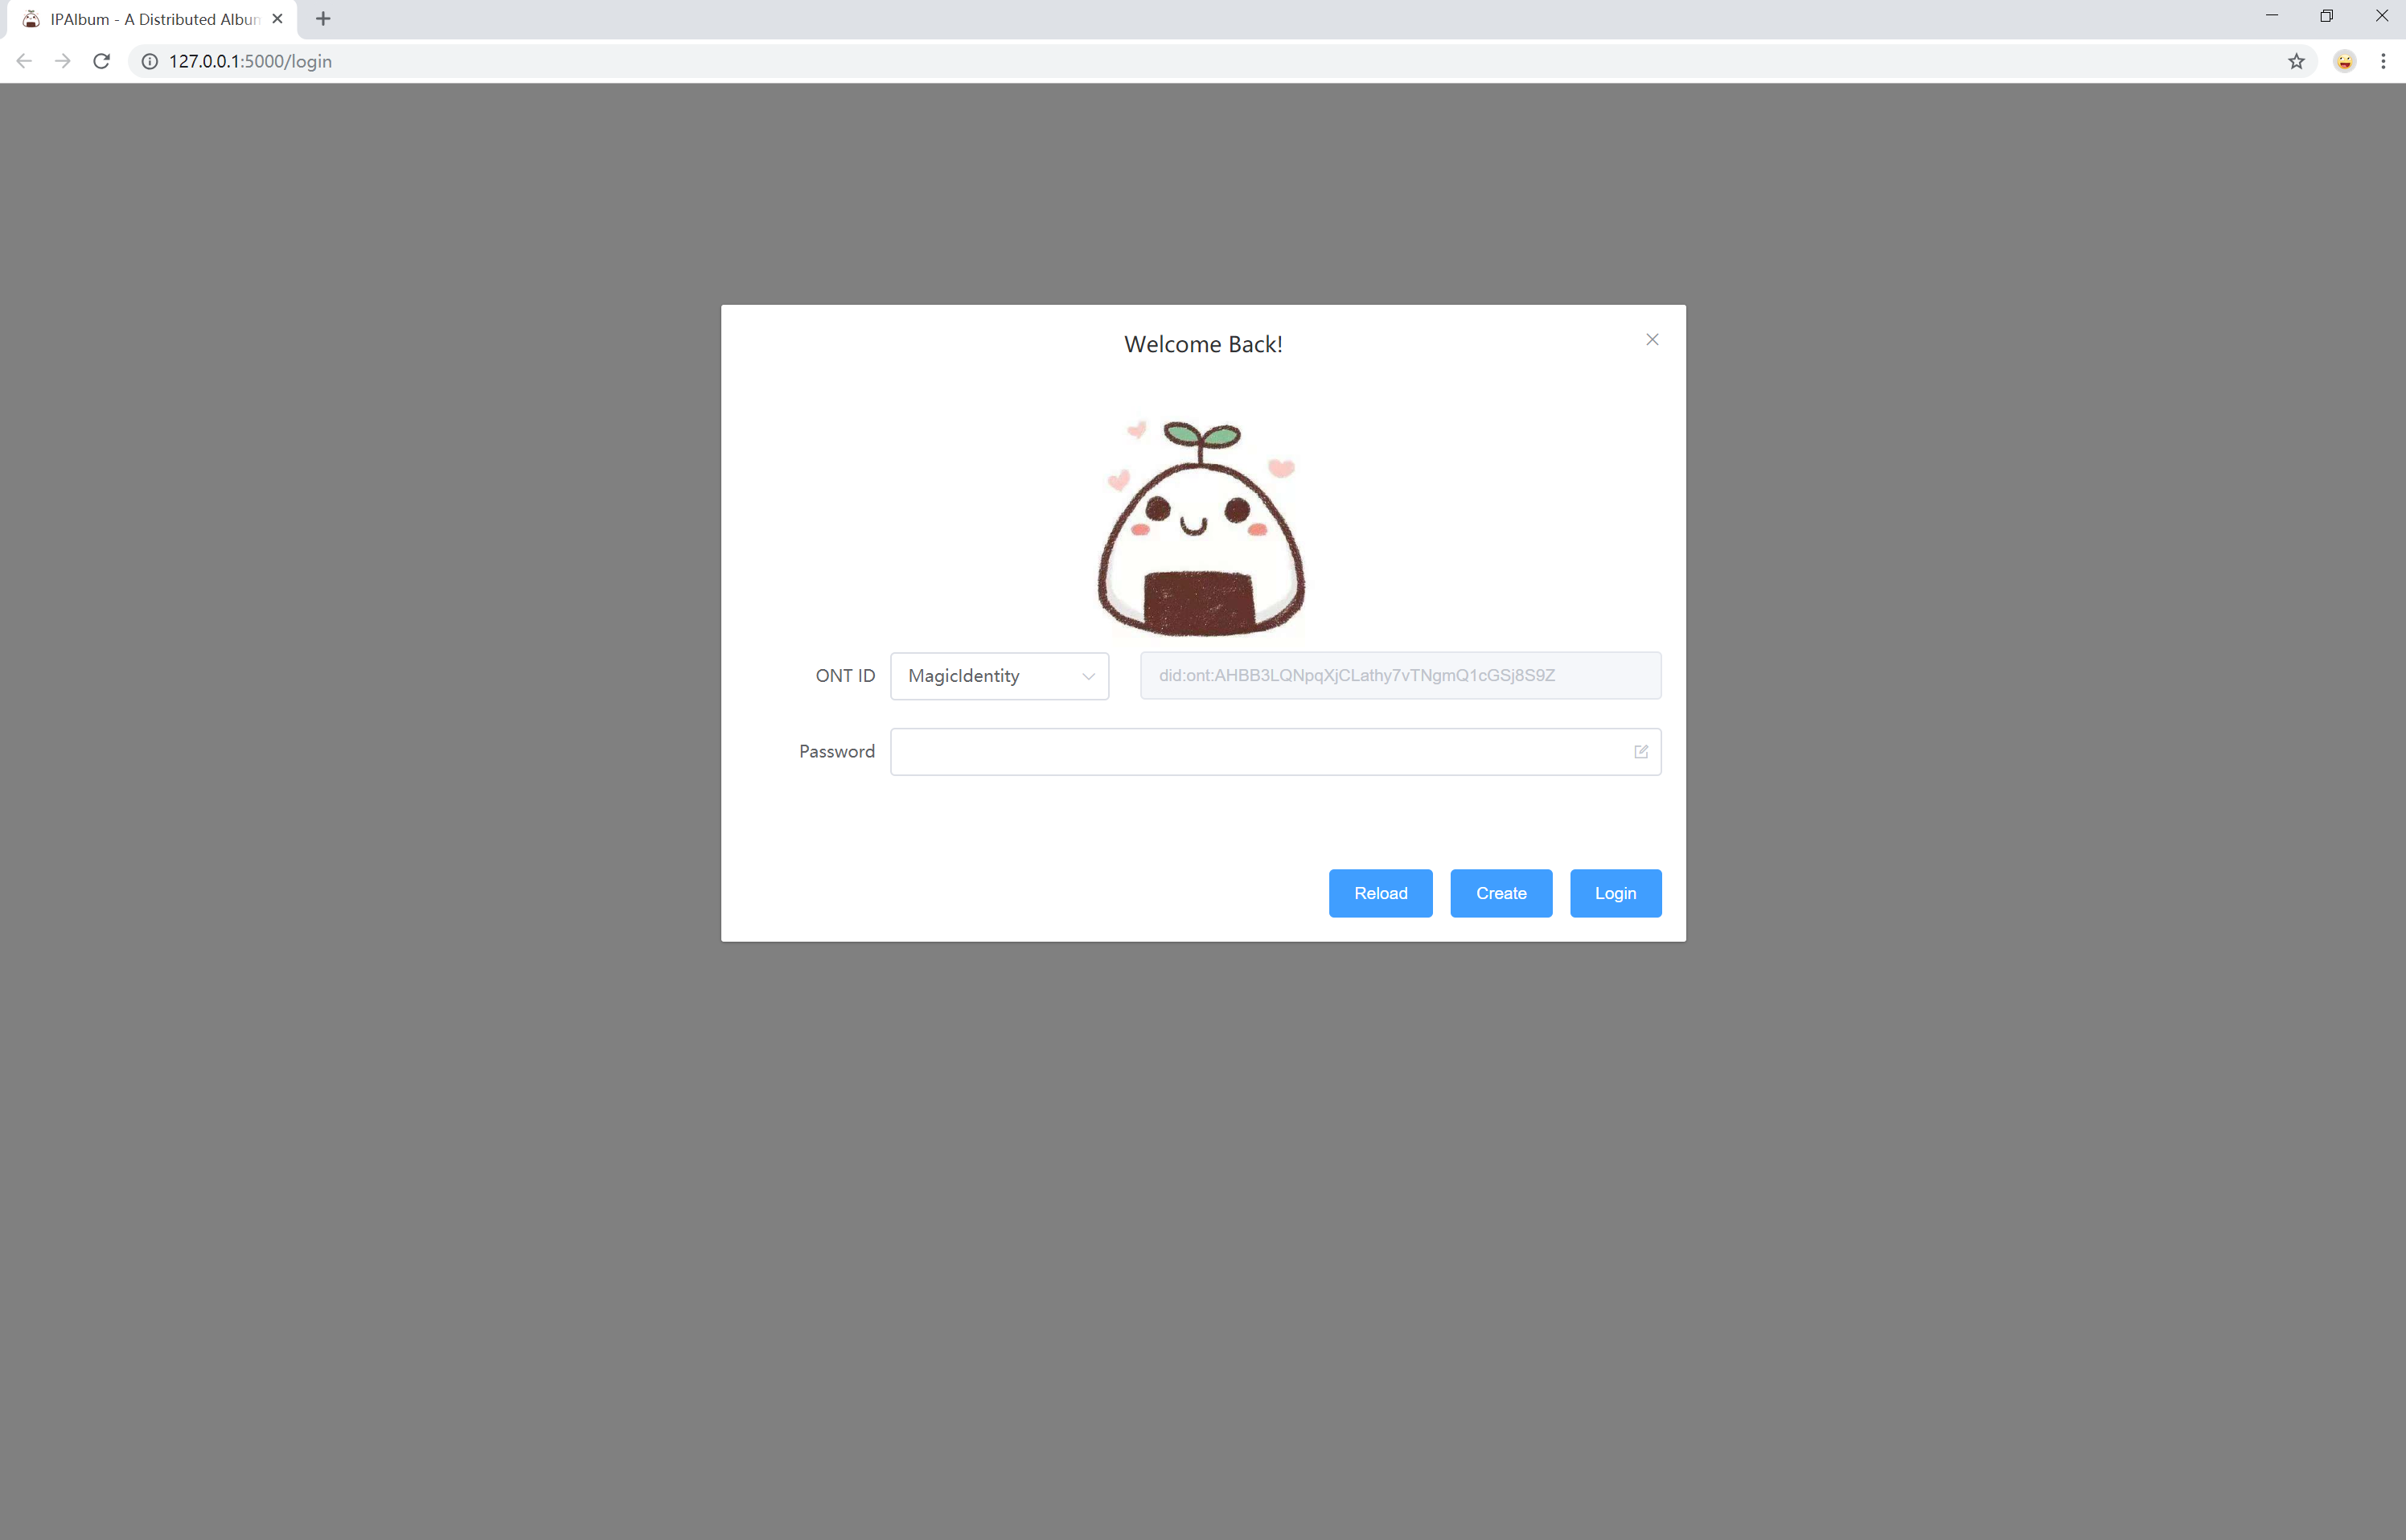 IPAlbum - A Distributed Album
127.0.0.1:5000/login
Welcome Back!
ONT ID MagicIdentity did:ont:AHBB3LQNpqXjCLathy7vTNgmQ1cGSj8S9Z
Password
Reload Create Login